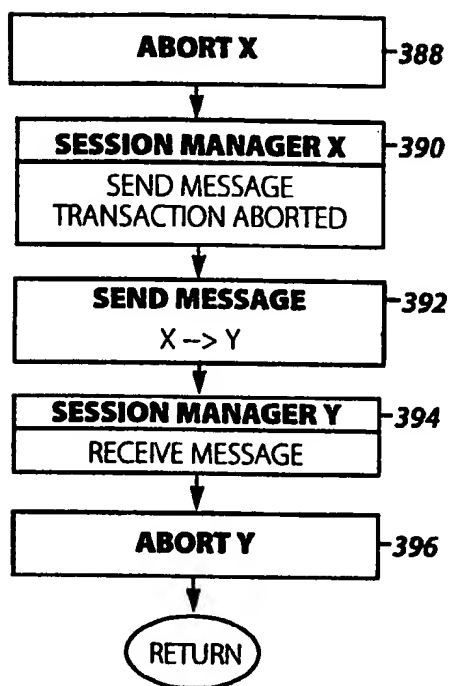 ABORT X
388
SESSION MANAGER X
390
SEND MESSAGE
TRANSACTION ABORTED
SEND MESSAGE
392
X --> Y
SESSION MANAGER Y
394
RECEIVE MESSAGE
ABORT Y
396
RETURN